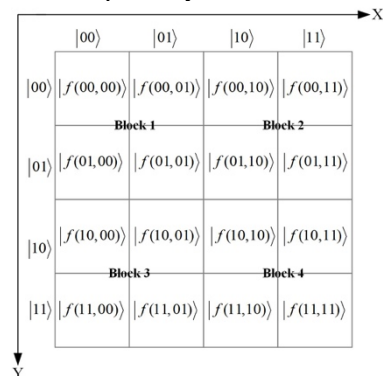 X
|00⟩ |01⟩ |10⟩ |11⟩
|00⟩ |f(00,00)⟩ |f(00,01)⟩ |f(00,10)⟩ |f(00,11)⟩
Block 1 Block 2
|01⟩ |f(01,00)⟩ |f(01,01)⟩ |f(01,10)⟩ |f(01,11)⟩
|10⟩ |f(10,00)⟩ |f(10,01)⟩ |f(10,10)⟩ |f(10,11)⟩
Block 3 Block 4
|11⟩ |f(11,00)⟩ |f(11,01)⟩ |f(11,10)⟩ |f(11,11)⟩
Y